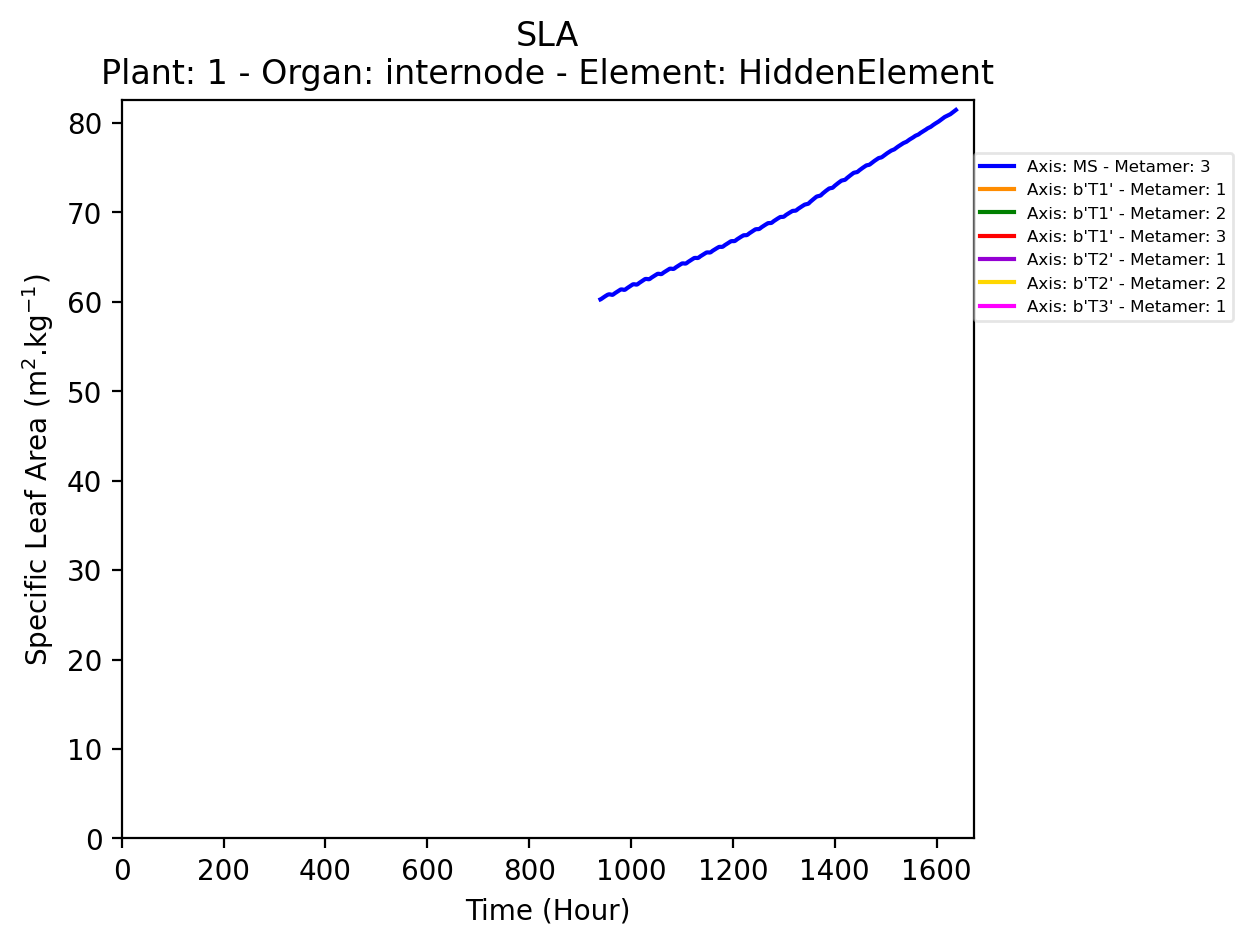 SLA
Plant: 1 - Organ: internode - Element: HiddenElement
80
70
60
50
40
30
20
10
0
Specific Leaf Area (m².kg⁻¹)
0 200 400 600 800 1000 1200 1400 1600
Time (Hour)
Axis: MS - Metamer: 3
Axis: b'T1' - Metamer: 1
Axis: b'T1' - Metamer: 2
Axis: b'T1' - Metamer: 3
Axis: b'T2' - Metamer: 1
Axis: b'T2' - Metamer: 2
Axis: b'T3' - Metamer: 1